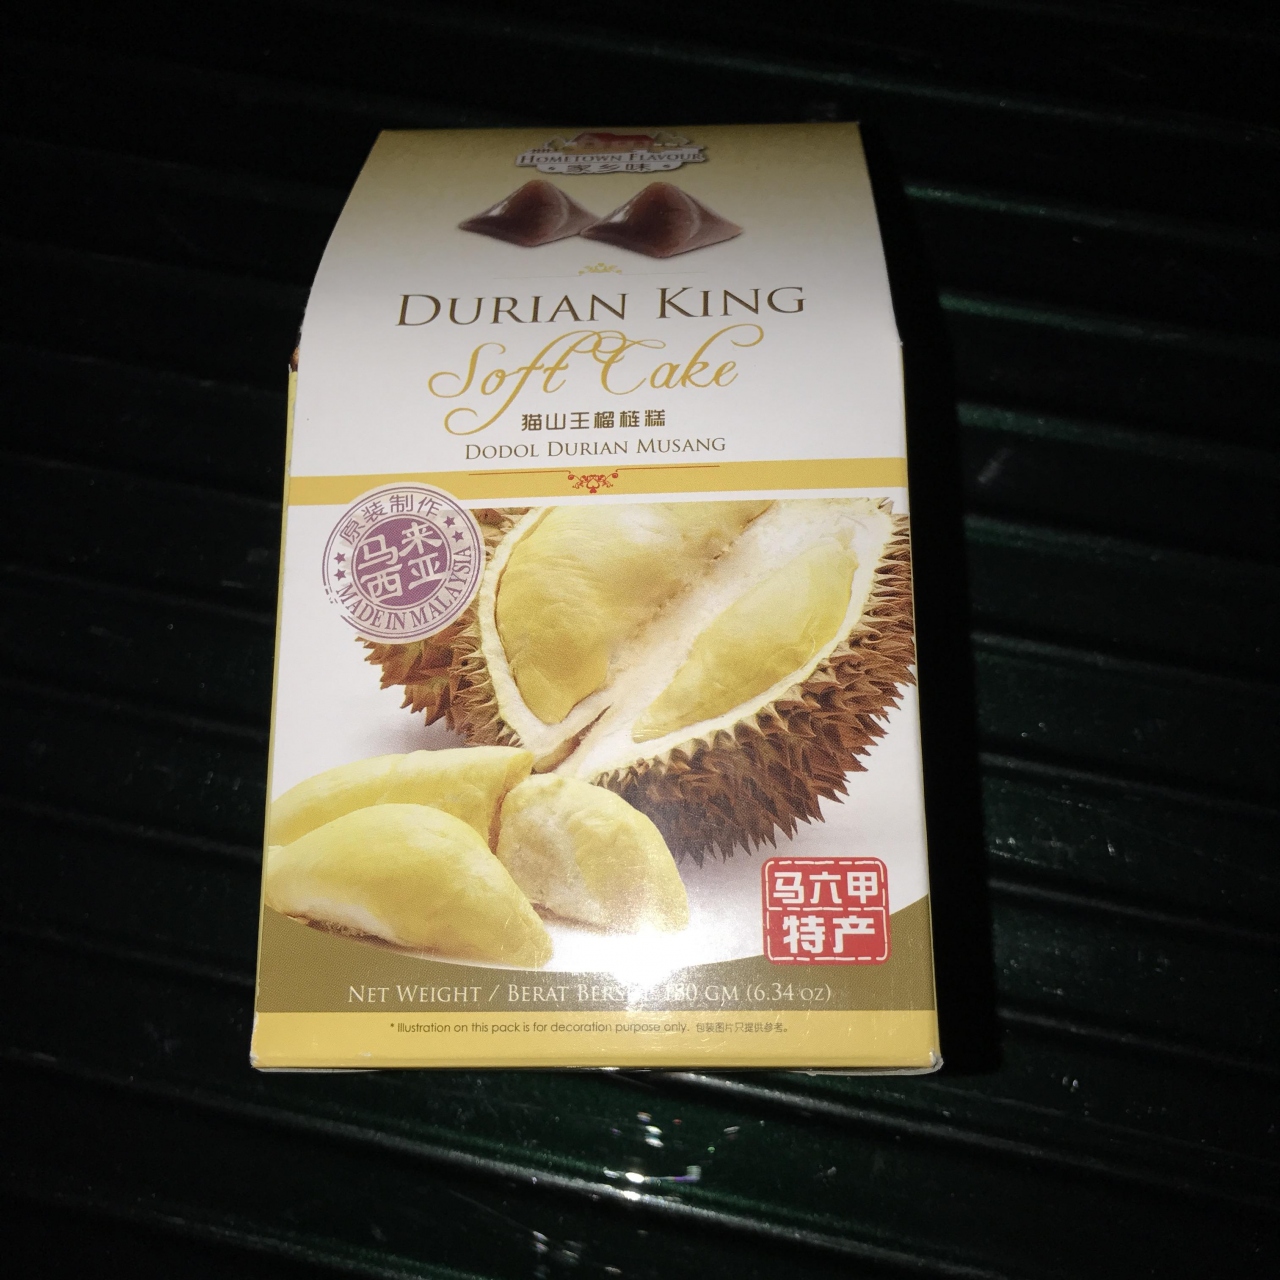 HOMETOWN FLAVOUR
家乡味
DURIAN KING
Soft Cake
猫山王榴梿糕
DODOL DURIAN MUSANG
原装制作
马来
西亚
MADE IN MALAYSIA
马六甲
特产
NET WEIGHT / BERAT GM (6.34 oz)
* Illustration on this pack is for decoration purpose only. 包装图片只提供参考。